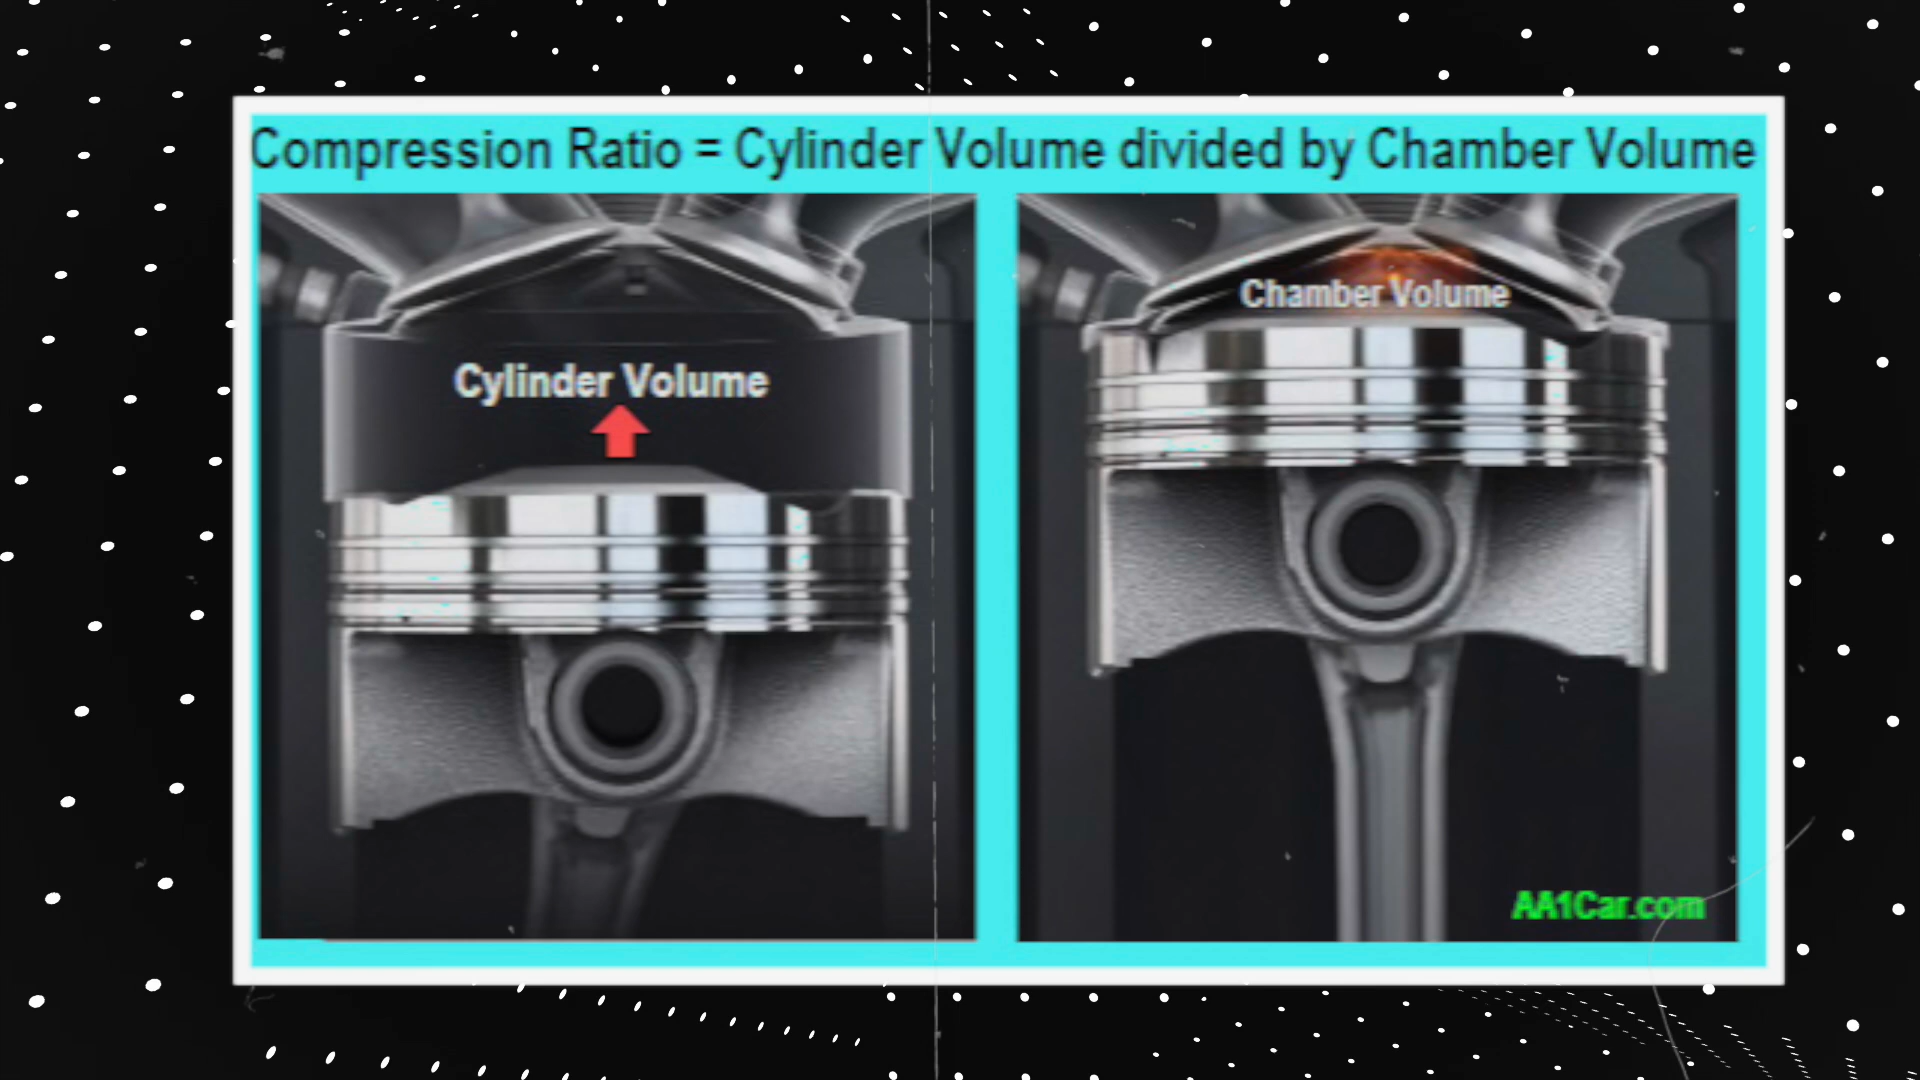 Compression Ratio = Cylinder Volume divided by Chamber Volume
Cylinder Volume
Chamber Volume
AA1Car.com